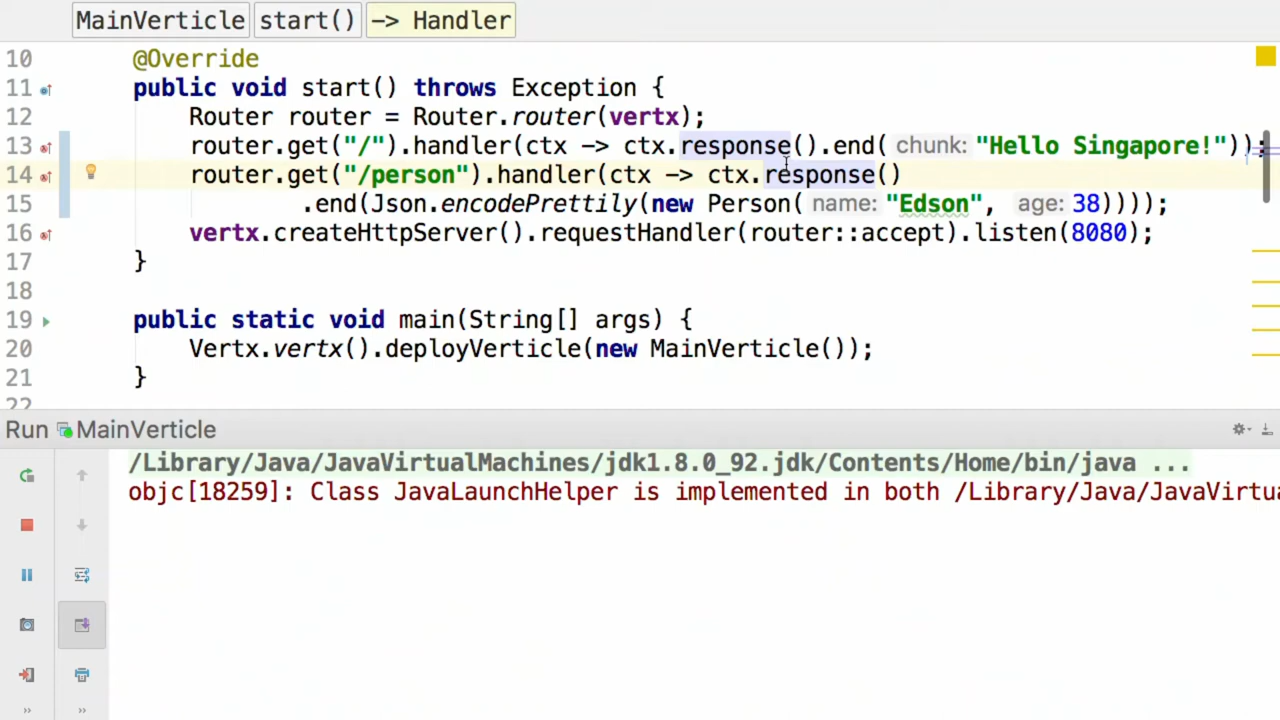 MainVerticle start() -> Handler
10 @Override
11 public void start() throws Exception {
12 Router router = Router.router(vertx);
13 router.get("/").handler(ctx -> ctx.response().end( chunk: "Hello Singapore!"));
14 router.get("/person").handler(ctx -> ctx.response()
15 .end(Json.encodePrettily(new Person( name: "Edson", age: 38))));
16 vertx.createHttpServer().requestHandler(router::accept).listen(8080);
17 }
18
19 public static void main(String[] args) {
20 Vertx.vertx().deployVerticle(new MainVerticle());
21 }
22
Run MainVerticle
/Library/Java/JavaVirtualMachines/jdk1.8.0_92.jdk/Contents/Home/bin/java ...
objc[18259]: Class JavaLaunchHelper is implemented in both /Library/Java/JavaVirtua